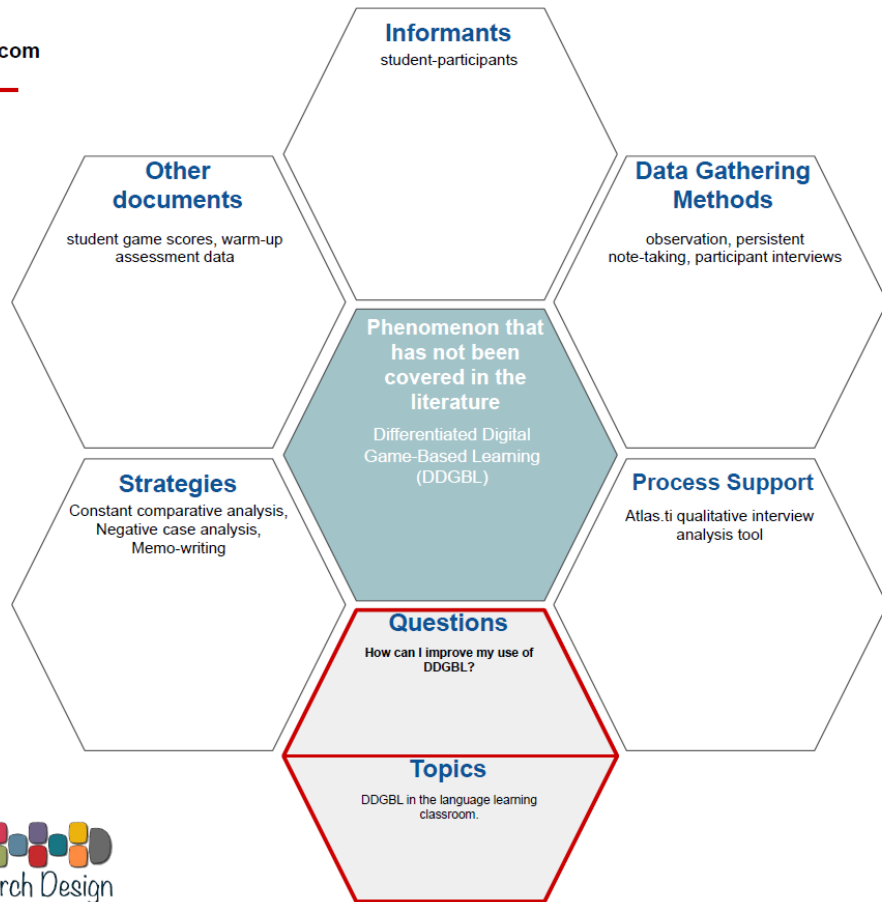 Informants
student-participants
com
Other
documents
student game scores, warm-up
assessment data
Data Gathering
Methods
observation, persistent
note-taking, participant interviews
Phenomenon that
has not been
covered in the
literature
Differentiated Digital
Game-Based Learning
(DDGBL)
Strategies
Constant comparative analysis,
Negative case analysis,
Memo-writing
Process Support
Atlas.ti qualitative interview
analysis tool
Questions
How can I improve my use of
DDGBL?
Topics
DDGBL in the language learning
classroom.
rch Design